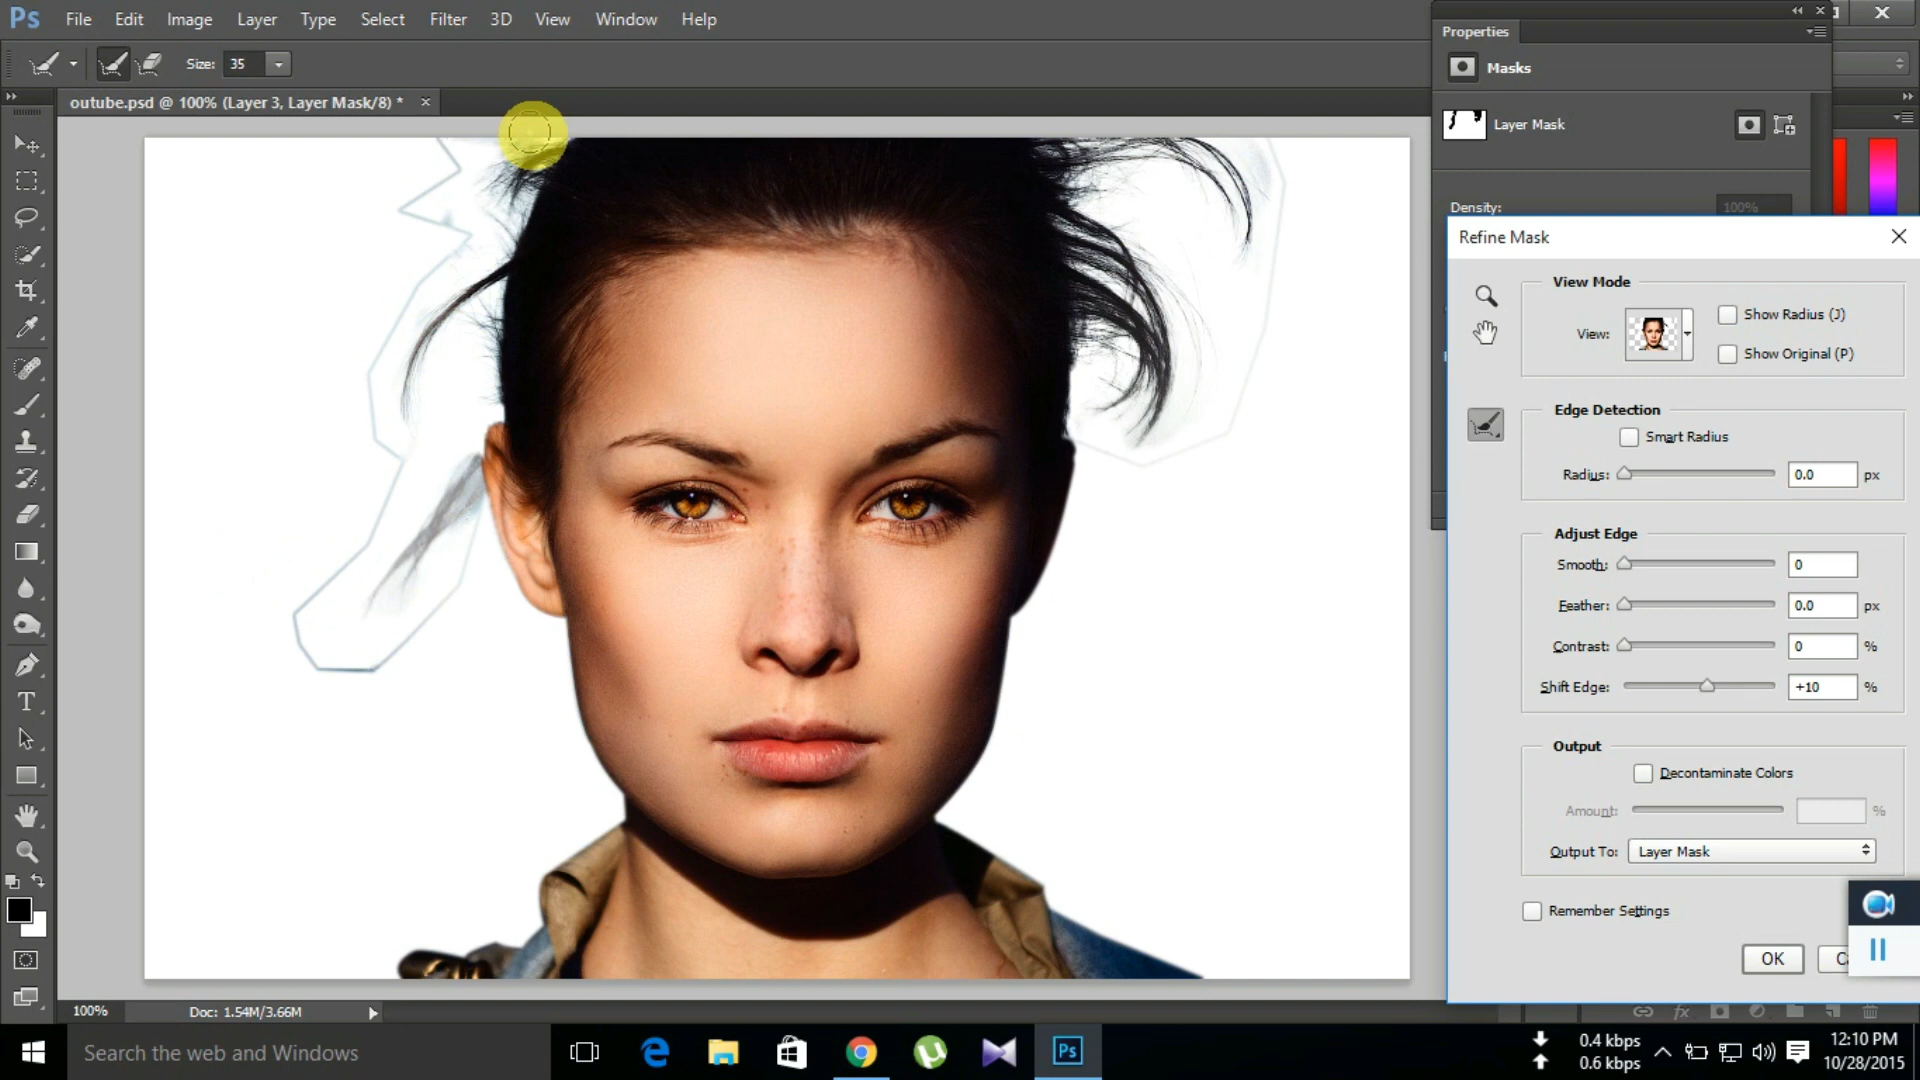 Ps File Edit Image Layer Type Select Filter 3D View Window Help
Size: 35
outube.psd @ 100% (Layer 3, Layer Mask/8) *
Properties
Masks
Layer Mask
Density: 100%
Refine Mask
View Mode
View:
Show Radius (J)
Show Original (P)
Edge Detection
Smart Radius
Radius: 0.0 px
Adjust Edge
Smooth: 0
Feather: 0.0 px
Contrast: 0 %
Shift Edge: +10 %
Output
Decontaminate Colors
Amount: %
Output To: Layer Mask
Remember Settings
OK
100% Doc: 1.54M/3.66M
Search the web and Windows
Ps
0.4 kbps
0.6 kbps
12:10 PM
10/28/2015